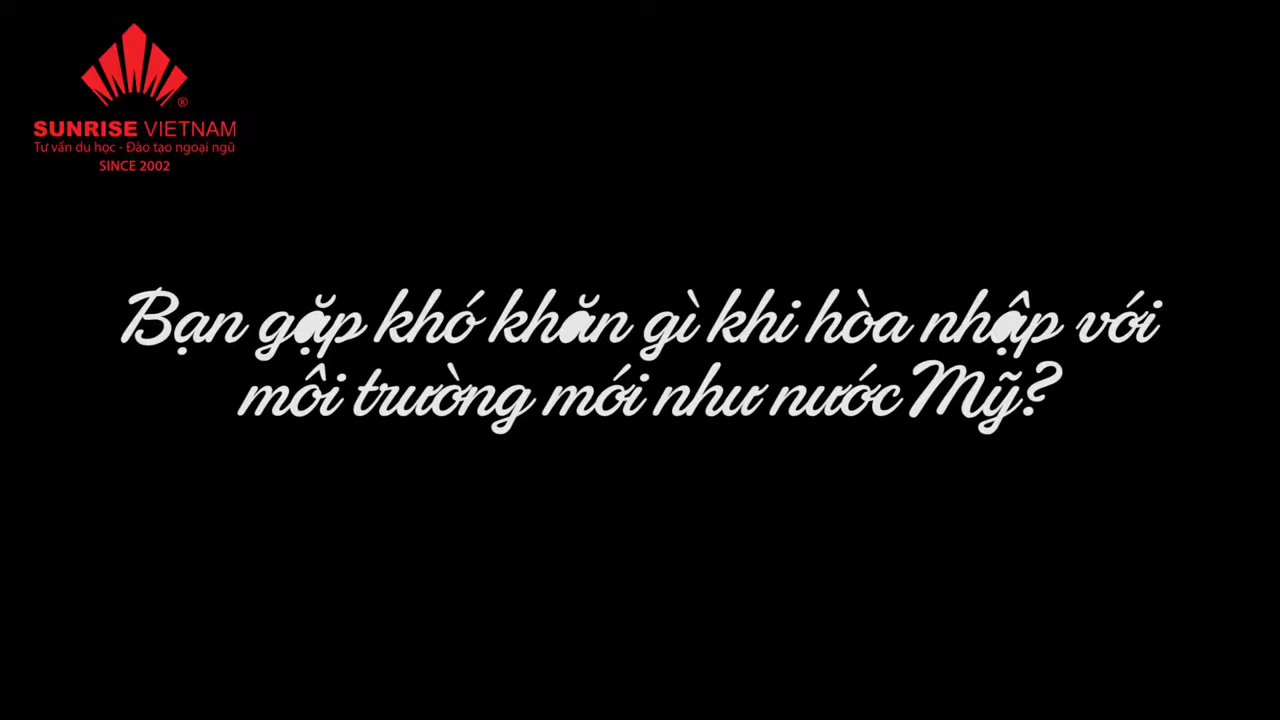 ®
SUNRISE VIETNAM
Tư vấn du học - Đào tạo ngoại ngũ
SINCE 2002
Bạn gặp khó khăn gì khi hòa nhập với
môi trường mới như nước Mỹ?